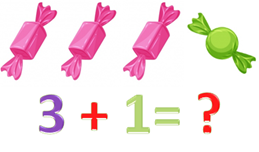 3 + 1 = ?